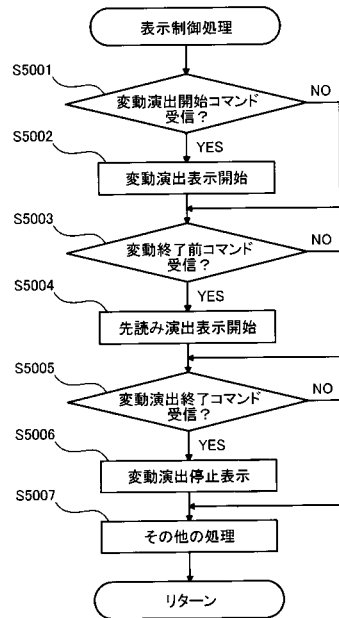 表示制御処理
S5001
変動演出開始コマンド
受信?
NO
YES
S5002
変動演出表示開始
S5003
変動終了前コマンド
受信?
NO
YES
S5004
先読み演出表示開始
S5005
変動演出終了コマンド
受信?
NO
YES
S5006
変動演出停止表示
S5007
その他の処理
リターン